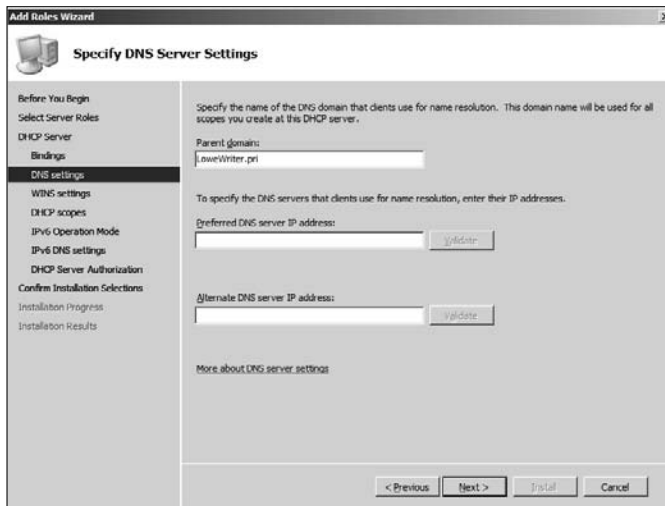 Add Roles Wizard
Specify DNS Server Settings
Before You Begin
Select Server Roles
DHCP Server
Bindings
DNS settings
WINS settings
DHCP scopes
IPv6 Operation Mode
IPv6 DNS settings
DHCP Server Authorization
Confirm Installation Selections
Installation Progress
Installation Results
Specify the name of the DNS domain that clients use for name resolution. This domain name will be used for all
scopes you create at this DHCP server.
Parent domain:
LoweWriter.pri
To specify the DNS servers that clients use for name resolution, enter their IP addresses.
Preferred DNS server IP address:
Validate
Alternate DNS server IP address:
Validate
More about DNS server settings
< Previous Next > Install Cancel